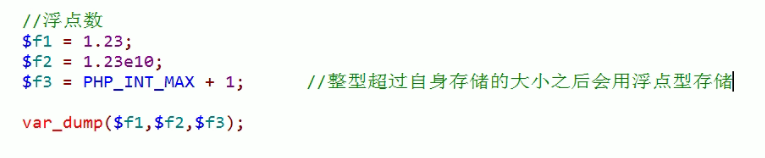 //浮点数
$f1 = 1.23;
$f2 = 1.23e10;
$f3 = PHP_INT_MAX + 1;        //整型超过自身存储的大小之后会用浮点型存储
var_dump($f1,$f2,$f3);